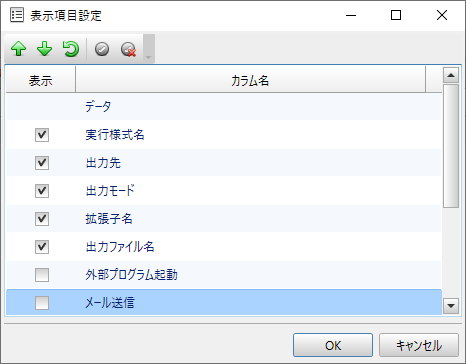 表示項目設定
表示 カラム名
データ
実行様式名
出力先
出力モード
拡張子名
出力ファイル名
外部プログラム起動
メール送信
OK キャンセル